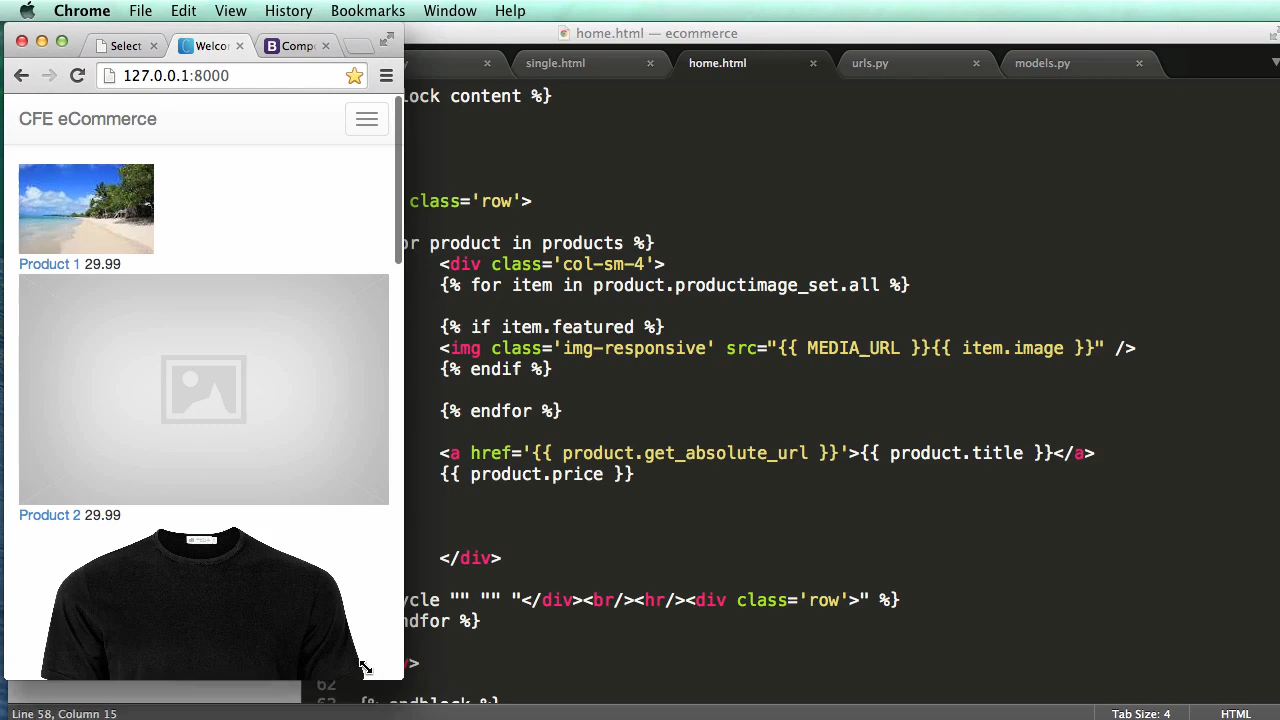 Chrome File Edit View History Bookmarks Window Help
home.html — ecommerce
Select Welco Comp
127.0.0.1:8000
single.html home.html urls.py models.py
CFE eCommerce
Product 1 29.99
Product 2 29.99
lock content %}
class='row'>
or product in products %}
<div class='col-sm-4'>
{% for item in product.productimage_set.all %}
{% if item.featured %}
<img class='img-responsive' src="{{ MEDIA_URL }}{{ item.image }}" />
{% endif %}
{% endfor %}
<a href='{{ product.get_absolute_url }}'>{{ product.title }}</a>
{{ product.price }}
</div>
ycle "" "" "</div><br/><hr/><div class='row'>" %}
ndfor %}
>
62
{% endblock %}
Line 58, Column 15
Tab Size: 4 HTML